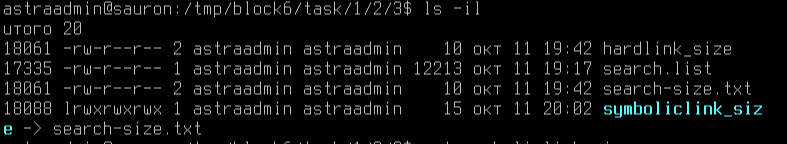 astraadmin@sauron:/tmp/block6/task/1/2/3$ ls -il
итого 20
18061 -rw-r--r-- 2 astraadmin astraadmin    10 окт 11 19:42 hardlink_size
17335 -rw-r--r-- 1 astraadmin astraadmin 12213 окт 11 19:17 search.list
18061 -rw-r--r-- 2 astraadmin astraadmin    10 окт 11 19:42 search-size.txt
18088 lrwxrwxrwx 1 astraadmin astraadmin    15 окт 11 20:02 symboliclink_siz
e -> search-size.txt